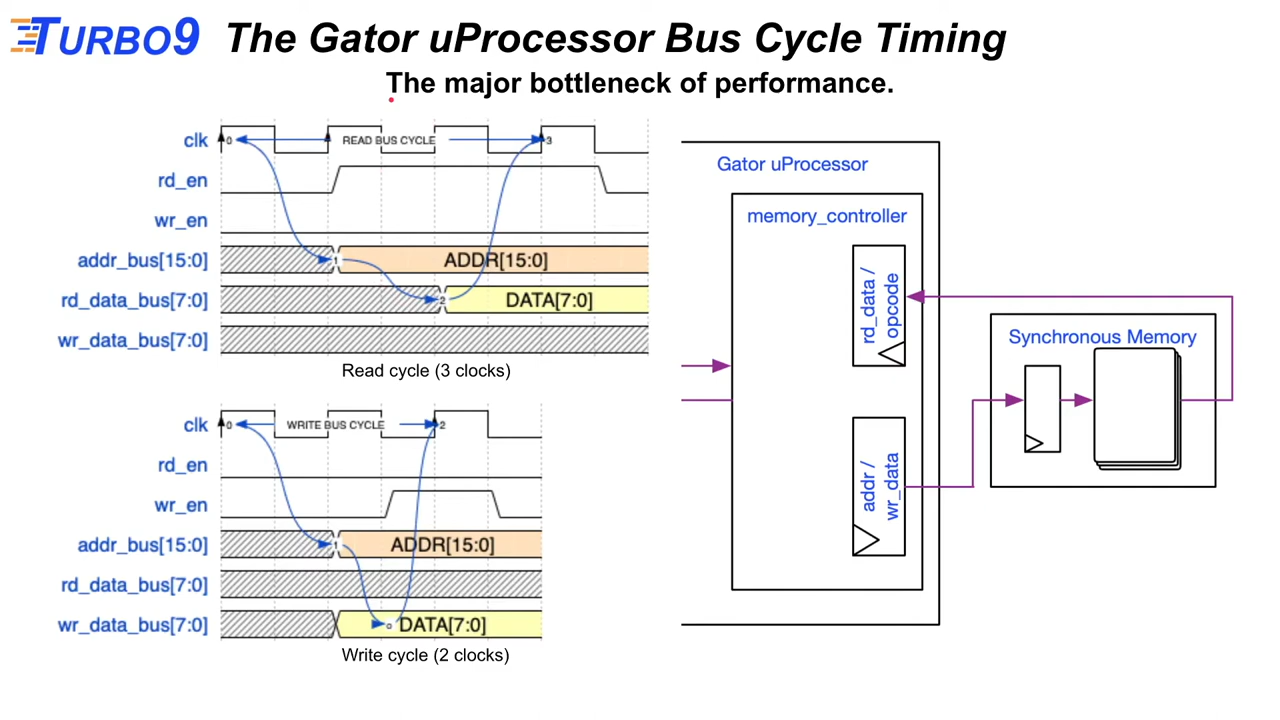 TURBO9
The Gator uProcessor Bus Cycle Timing
The major bottleneck of performance.
clk
0
READ BUS CYCLE
3
rd_en
wr_en
addr_bus[15:0]
1
ADDR[15:0]
rd_data_bus[7:0]
2
DATA[7:0]
wr_data_bus[7:0]
Read cycle (3 clocks)
clk
0
WRITE BUS CYCLE
2
rd_en
wr_en
addr_bus[15:0]
1
ADDR[15:0]
rd_data_bus[7:0]
wr_data_bus[7:0]
DATA[7:0]
Write cycle (2 clocks)
Gator uProcessor
memory_controller
rd_data /
opcode
addr /
wr_data
Synchronous Memory